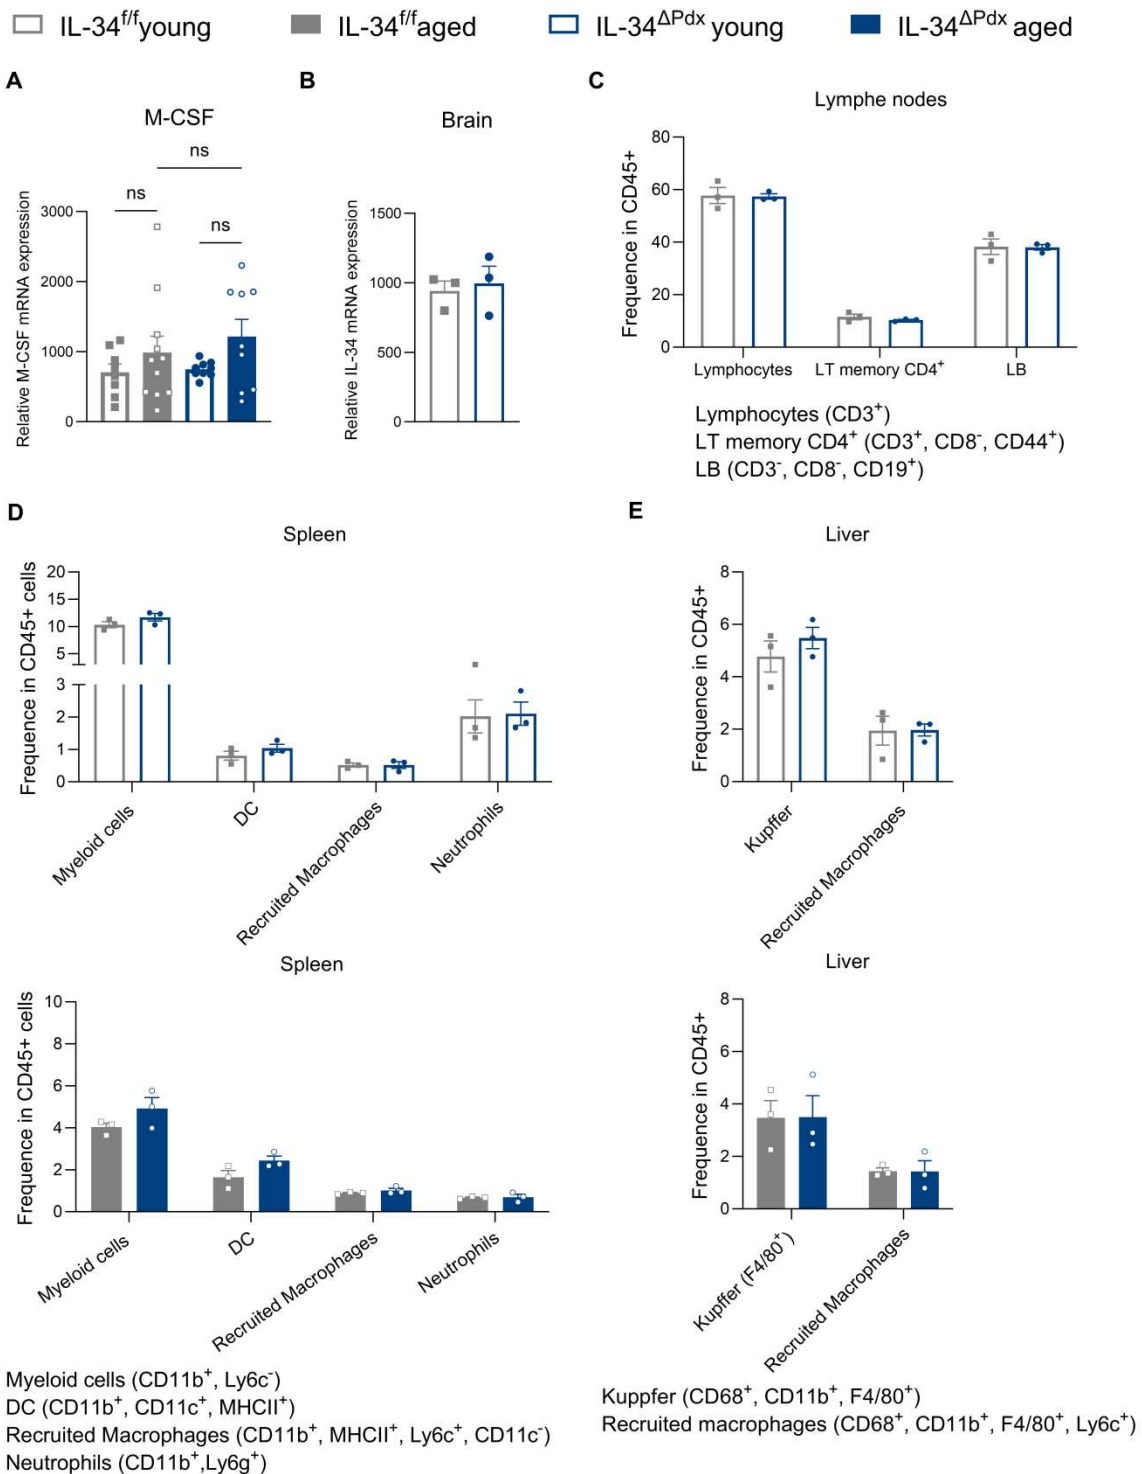 IL-34f/f young IL-34f/f aged IL-34ΔPdx young IL-34ΔPdx aged
A
M-CSF
ns
ns
ns
Relative M-CSF mRNA expression
3000
2000
1000
0
B
Brain
Relative IL-34 mRNA expression
1500
1000
500
0
C
Lymphe nodes
Frequence in CD45+
80
60
40
20
0
Lymphocytes LT memory CD4+ LB
Lymphocytes (CD3+)
LT memory CD4+ (CD3+, CD8-, CD44+)
LB (CD3-, CD8-, CD19+)
D
Spleen
Frequence in CD45+ cells
20
15
10
5
3
2
1
0
Myeloid cells
DC
Recruited Macrophages
Neutrophils
Spleen
Frequence in CD45+ cells
10
8
6
4
2
0
Myeloid cells
DC
Recruited Macrophages
Neutrophils
Myeloid cells (CD11b+, Ly6c-)
DC (CD11b+, CD11c+, MHCII+)
Recruited Macrophages (CD11b+, MHCII+, Ly6c+, CD11c-)
Neutrophils (CD11b+,Ly6g+)
E
Liver
Frequence in CD45+
8
6
4
2
0
Kupffer
Recruited Macrophages
Liver
Frequence in CD45+
8
6
4
2
0
Kupffer (F4/80+)
Recruited Macrophages
Kuppfer (CD68+, CD11b+, F4/80+)
Recruited macrophages (CD68+, CD11b+, F4/80+, Ly6c+)